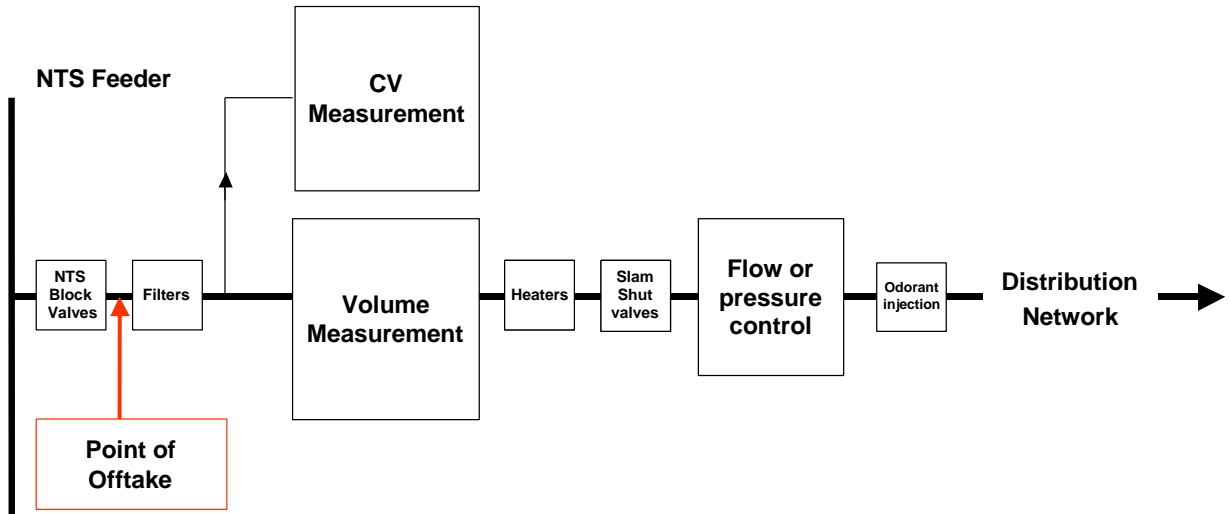 NTS Feeder
CV
Measurement
NTS
Block
Valves
Filters
Volume
Measurement
Heaters
Slam
Shut
valves
Flow or
pressure
control
Odorant
injection
Distribution
Network
Point of
Offtake